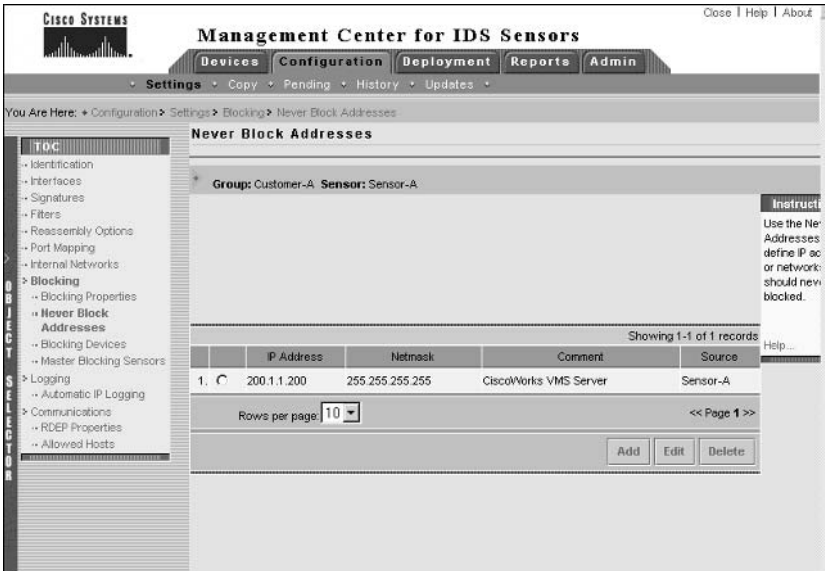 Close | Help | About
CISCO SYSTEMS
Management Center for IDS Sensors
Devices Configuration Deployment Reports Admin
Settings Copy Pending History Updates
You Are Here: Configuration > Settings > Blocking > Never Block Addresses
Never Block Addresses
TOC
Identification
Interfaces
Signatures
Filters
Reassembly Options
Port Mapping
Internal Networks
Blocking
Blocking Properties
Never Block
Addresses
Blocking Devices
Master Blocking Sensors
Logging
Automatic IP Logging
Communications
RDEP Properties
Allowed Hosts
OBJECT SELECTOR
Group: Customer-A Sensor: Sensor-A
Showing 1-1 of 1 records
IP Address Netmask Comment Source
1. 200.1.1.200 255.255.255.255 CiscoWorks VMS Server Sensor-A
Rows per page: 10
<< Page 1 >>
Add Edit Delete
Instructi
Use the Ne
Addresses
define IP ad
or network
should neve
blocked.
Help...